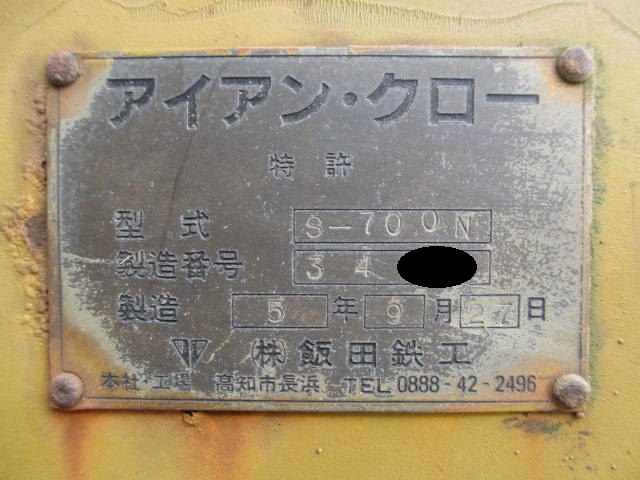 アイアン・クロー
特許
型式 S-700N
製造番号 34
製造 5年9月27日
㈱飯田鉄工
本社・工場 高知市長浜 TEL 0888-42-2496